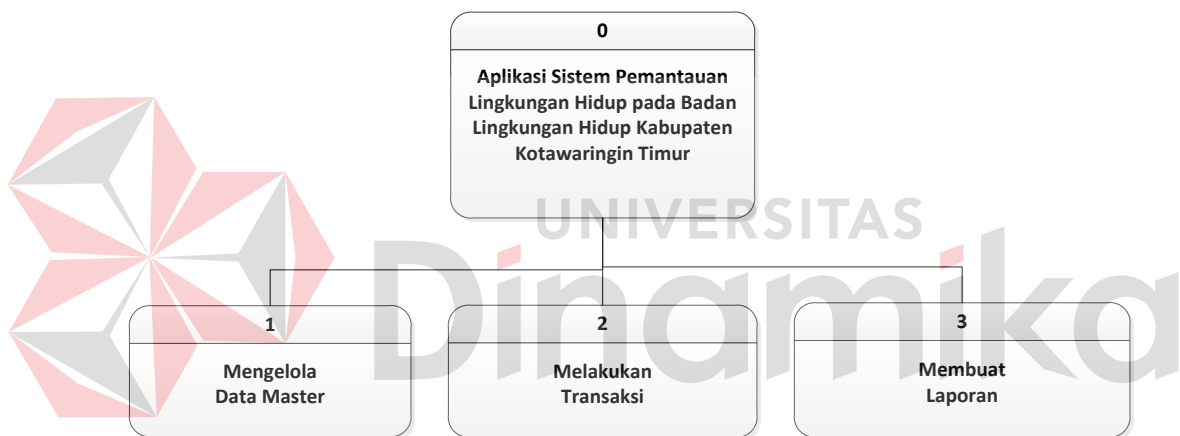 0
Aplikasi Sistem Pemantauan
Lingkungan Hidup pada Badan
Lingkungan Hidup Kabupaten
Kotawaringin Timur
UNIVERSITAS
Dinamika
1
Mengelola
Data Master
2
Melakukan
Transaksi
3
Membuat
Laporan